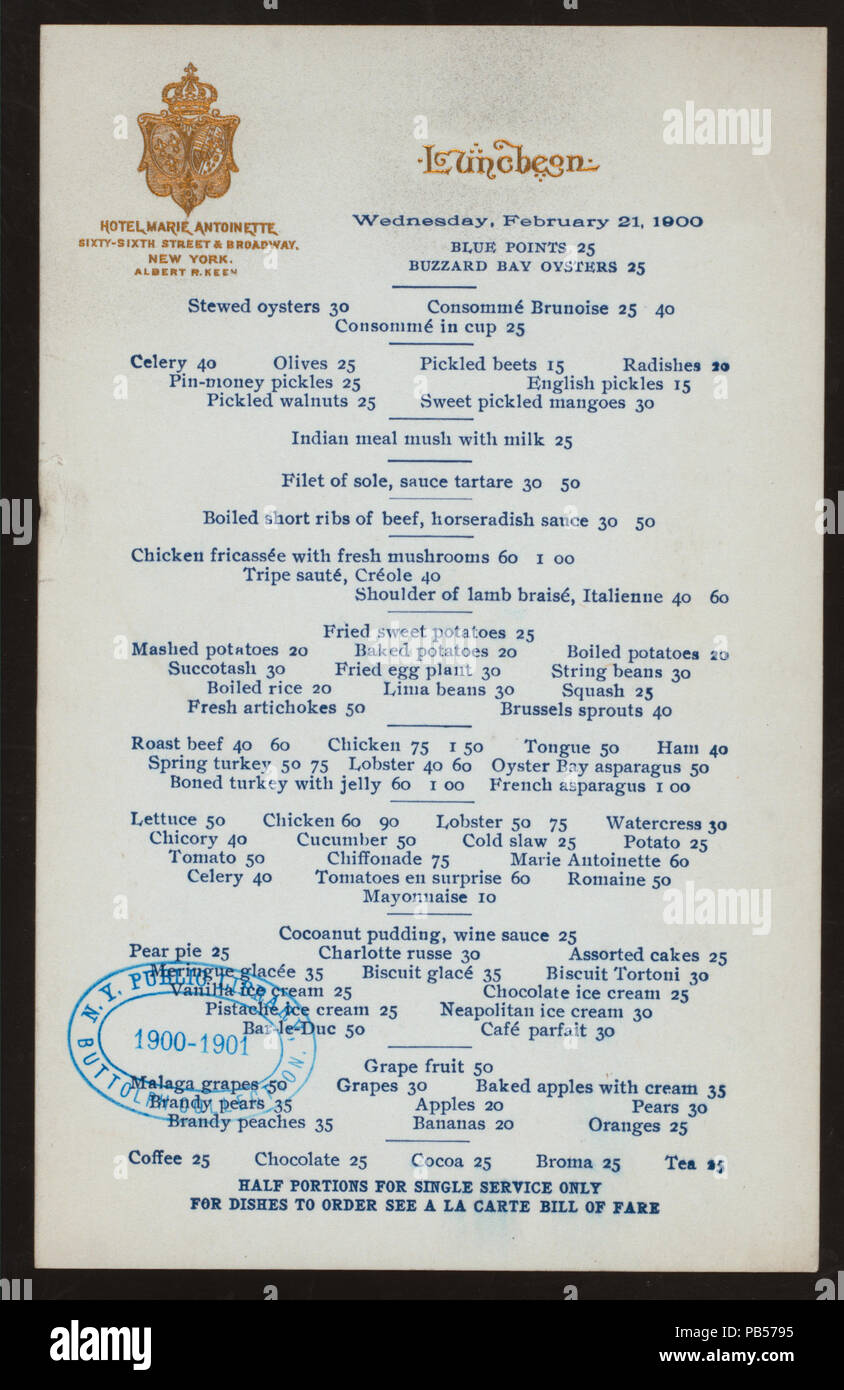 Luncheon
HOTEL MARIE ANTOINETTE
SIXTY-SIXTH STREET & BROADWAY.
NEW YORK.
ALBERT R. KEEN
Wednesday, February 21, 1900
BLUE POINTS 25
BUZZARD BAY OYSTERS 25
Stewed oysters 30 Consommé Brunoise 25 40
Consommé in cup 25
Celery 40 Olives 25 Pickled beets 15 Radishes 20
Pin-money pickles 25 English pickles 15
Pickled walnuts 25 Sweet pickled mangoes 30
Indian meal mush with milk 25
Filet of sole, sauce tartare 30 50
Boiled short ribs of beef, horseradish sauce 30 50
Chicken fricassée with fresh mushrooms 60 1 00
Tripe sauté, Créole 40
Shoulder of lamb braisé, Italienne 40 60
Fried sweet potatoes 25
Mashed potatoes 20 Baked potatoes 20 Boiled potatoes 20
Succotash 30 Fried egg plant 30 String beans 30
Boiled rice 20 Lima beans 30 Squash 25
Fresh artichokes 50 Brussels sprouts 40
Roast beef 40 60 Chicken 75 1 50 Tongue 50 Ham 40
Spring turkey 50 75 Lobster 40 60 Oyster Bay asparagus 50
Boned turkey with jelly 60 1 00 French asparagus 1 00
Lettuce 50 Chicken 60 90 Lobster 50 75 Watercress 30
Chicory 40 Cucumber 50 Cold slaw 25 Potato 25
Tomato 50 Chiffonade 75 Marie Antoinette 60
Celery 40 Tomatoes en surprise 60 Romaine 50
Mayonnaise 10
Cocoanut pudding, wine sauce 25
Pear pie 25 Charlotte russe 30 Assorted cakes 25
Meringue glacée 35 Biscuit glacé 35 Biscuit Tortoni 30
Vanilla ice cream 25 Chocolate ice cream 25
Pistache ice cream 25 Neapolitan ice cream 30
Bar-le-Duc 50 Café parfait 30
N.Y. PUBLIC LIBRARY,
1900-1901
BUTTOLPH COLLECTION.
Grape fruit 50
Malaga grapes 50 Grapes 30 Baked apples with cream 35
Brandy pears 35 Apples 20 Pears 30
Brandy peaches 35 Bananas 20 Oranges 25
Coffee 25 Chocolate 25 Cocoa 25 Broma 25 Tea 25
HALF PORTIONS FOR SINGLE SERVICE ONLY
FOR DISHES TO ORDER SEE A LA CARTE BILL OF FARE
alamy
alamy
Image ID: PB5795
www.alamy.com